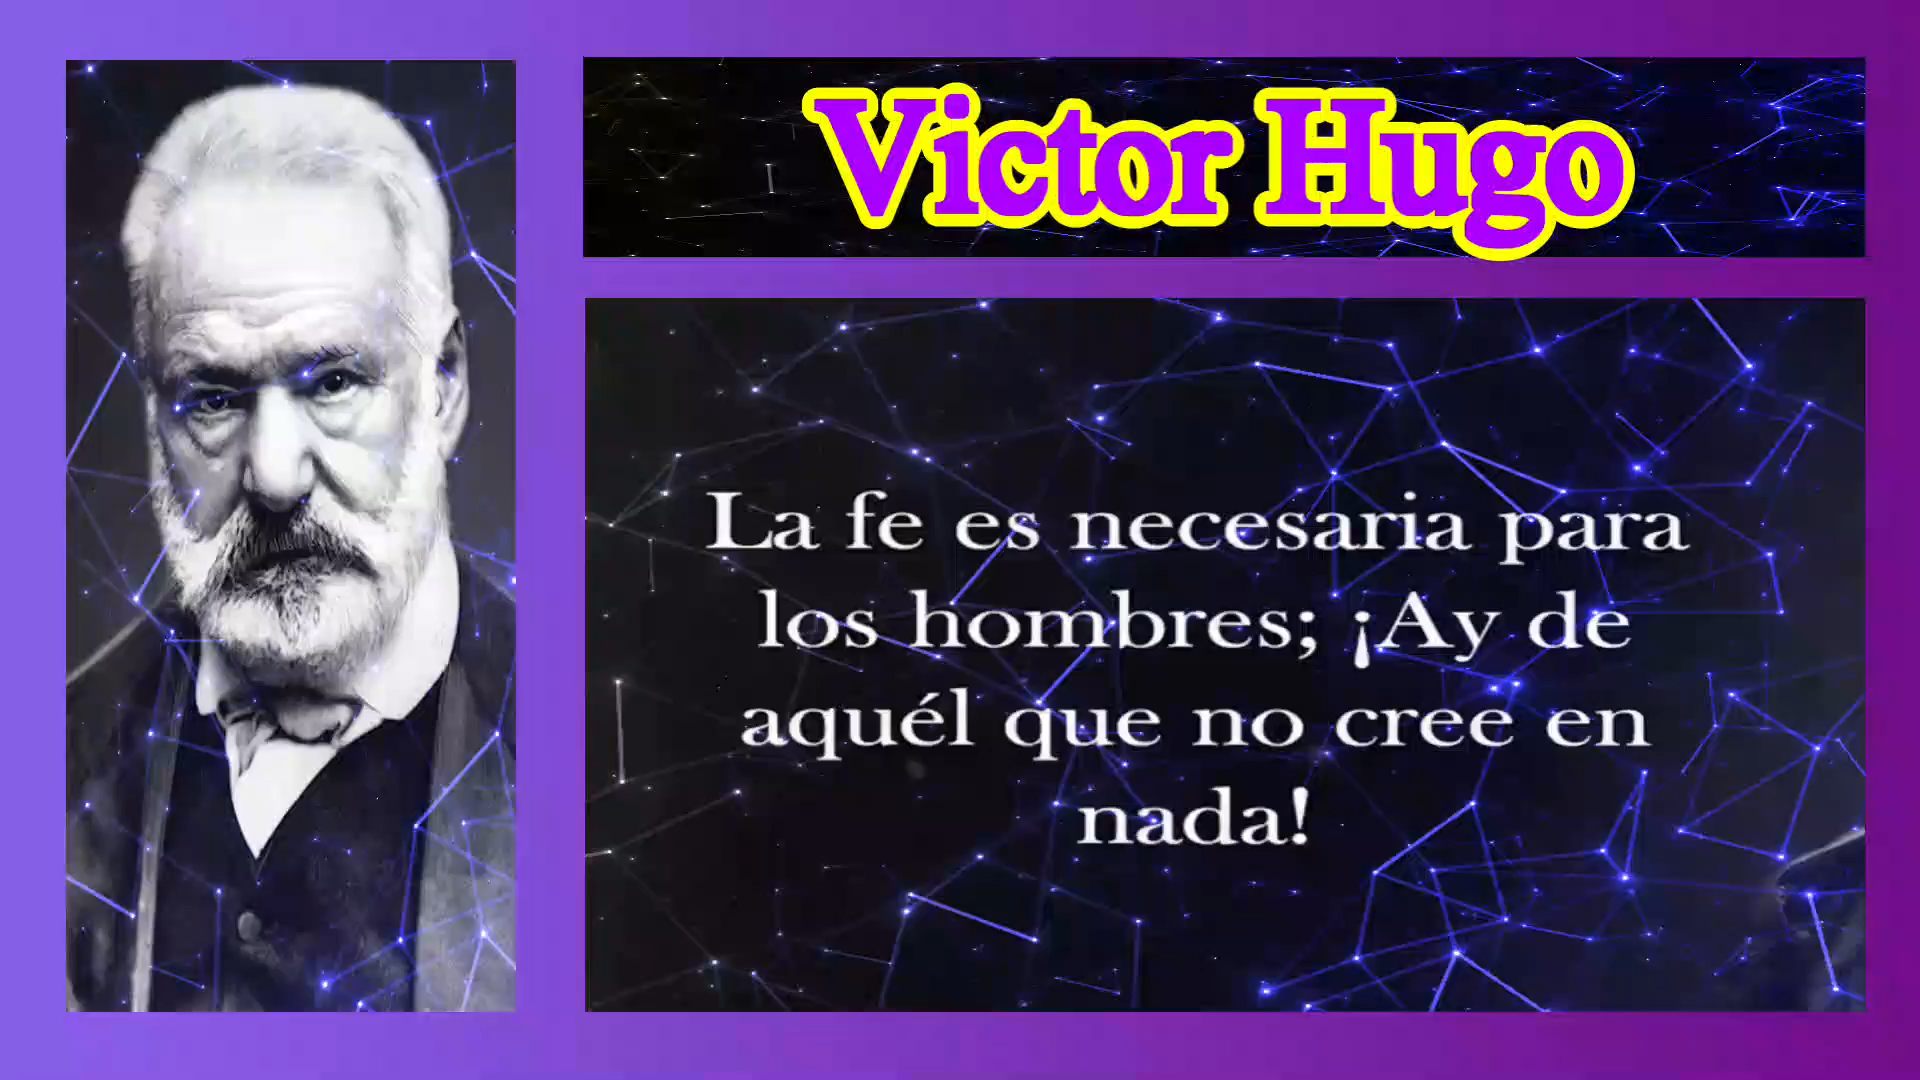 Victor Hugo
La fe es necesaria para
los hombres; ¡Ay de
aquél que no cree en
nada!